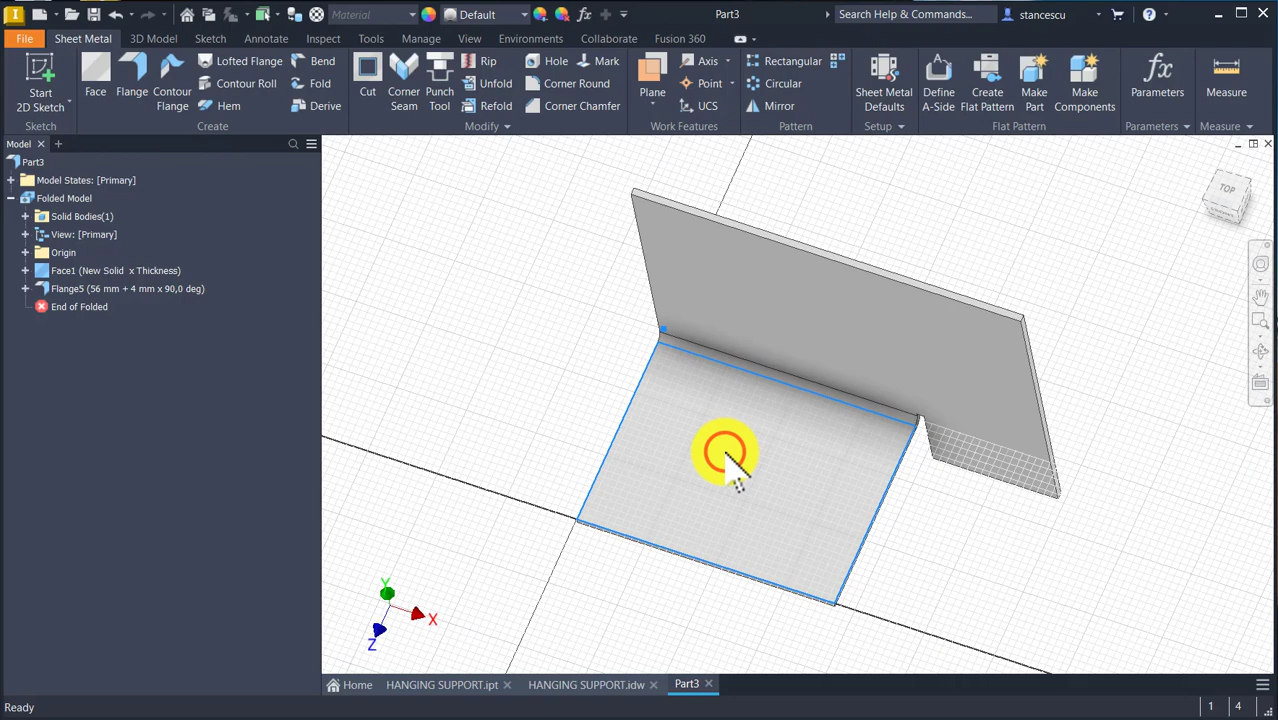 Material
Default
Part3
Search Help & Commands...
stancescu
File
Sheet Metal
3D Model
Sketch
Annotate
Inspect
Tools
Manage
View
Environments
Collaborate
Fusion 360
Start
2D Sketch
Face
Flange
Contour
Flange
Lofted Flange
Contour Roll
Hem
Bend
Fold
Derive
Cut
Corner
Seam
Punch
Tool
Rip
Unfold
Refold
Hole
Mark
Corner Round
Corner Chamfer
Plane
Axis
Point
UCS
Rectangular
Circular
Mirror
Sheet Metal
Defaults
Define
A-Side
Create
Flat Pattern
Make
Part
Make
Components
Parameters
Measure
Sketch
Create
Modify
Work Features
Pattern
Setup
Flat Pattern
Parameters
Measure
Model
Part3
Model States: [Primary]
Folded Model
Solid Bodies(1)
View: [Primary]
Origin
Face1 (New Solid x Thickness)
Flange5 (56 mm + 4 mm x 90,0 deg)
End of Folded
TOP
Y
X
Z
Home
HANGING SUPPORT.ipt
HANGING SUPPORT.idw
Part3
Ready
1
4